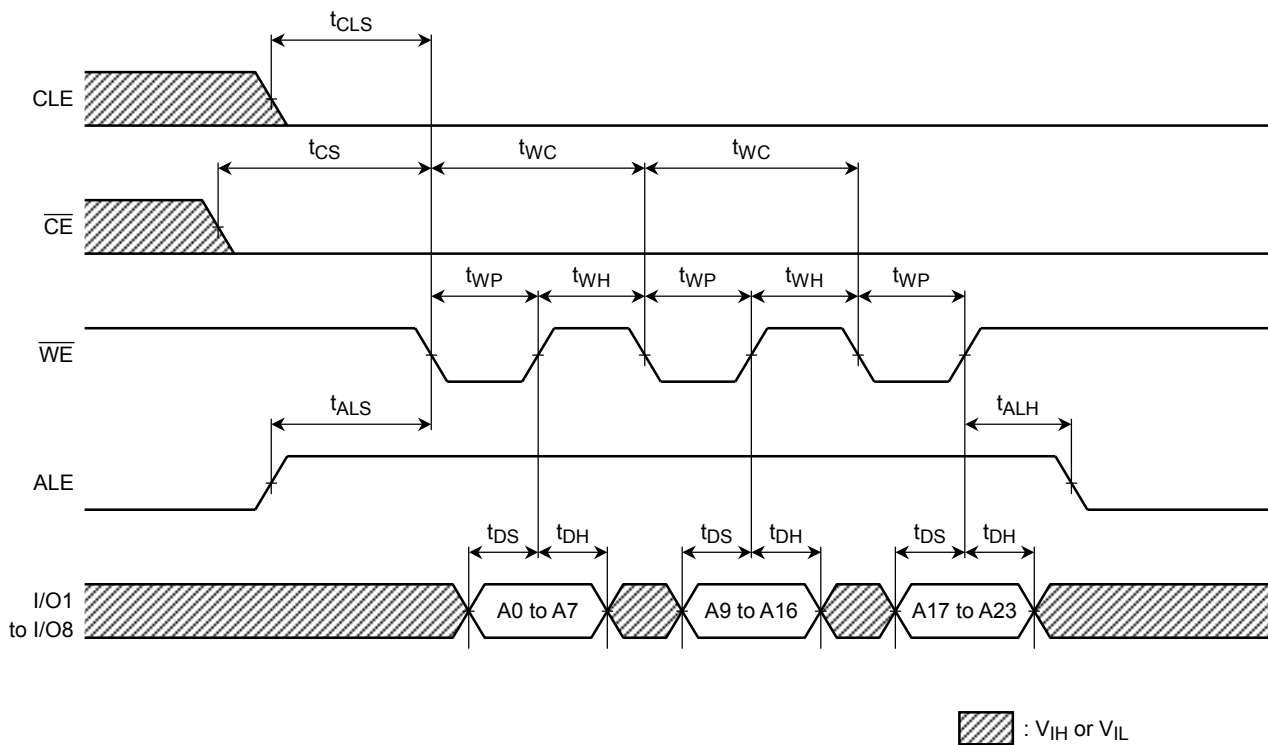 tCLS
CLE
tCS tWC tWC
CE
tWP tWH tWP tWH tWP
WE
tALS tALH
ALE
tDS tDH tDS tDH tDS tDH
I/O1
to I/O8
A0 to A7 A9 to A16 A17 to A23
: VIH or VIL